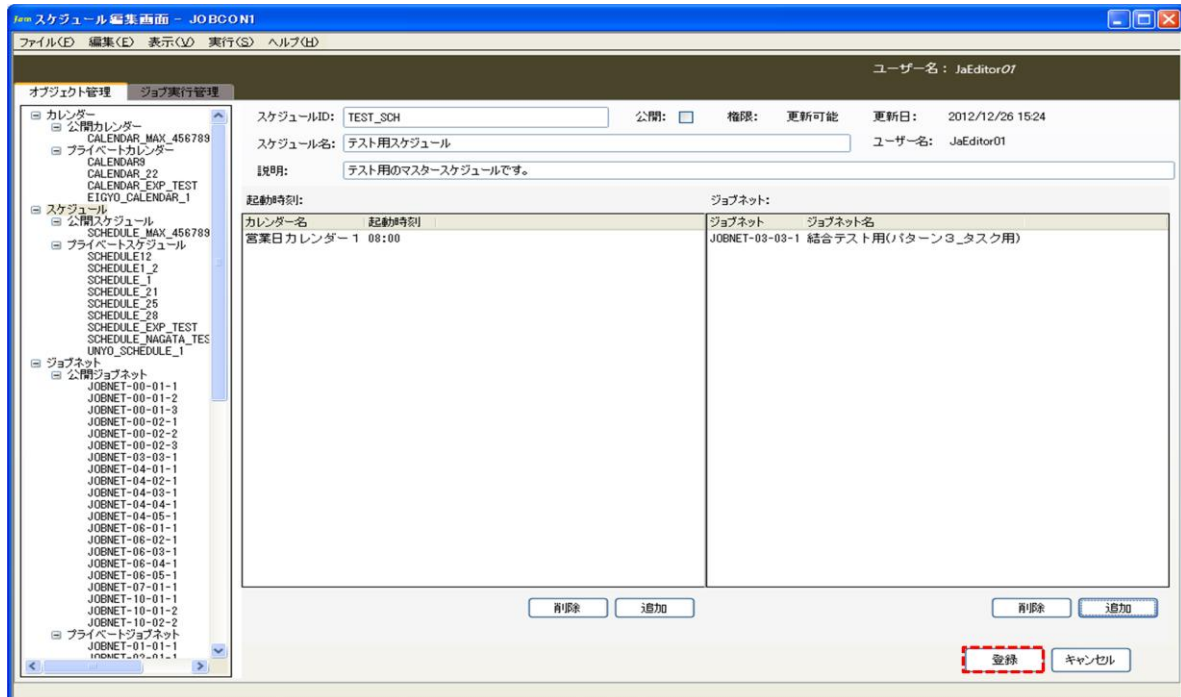 Jam スケジュール編集画面 - JOBCON1
ファイル(F) 編集(E) 表示(V) 実行(S) ヘルプ(H)
ユーザー名: JaEditor01
オブジェクト管理 ジョブ実行管理
カレンダー
公開カレンダー
CALENDAR_MAX_456789
プライベートカレンダー
CALENDAR9
CALENDAR_22
CALENDAR_EXP_TEST
EIGYO_CALENDAR_1
スケジュール
公開スケジュール
SCHEDULE_MAX_456789
プライベートスケジュール
SCHEDULE12
SCHEDULE1_2
SCHEDULE_1
SCHEDULE_21
SCHEDULE_25
SCHEDULE_28
SCHEDULE_EXP_TEST
SCHEDULE_NAGATA_TES
UNYO_SCHEDULE_1
ジョブネット
公開ジョブネット
JOBNET-00-01-1
JOBNET-00-01-2
JOBNET-00-01-3
JOBNET-00-02-1
JOBNET-00-02-2
JOBNET-00-02-3
JOBNET-03-03-1
JOBNET-04-01-1
JOBNET-04-02-1
JOBNET-04-03-1
JOBNET-04-04-1
JOBNET-04-05-1
JOBNET-06-01-1
JOBNET-06-02-1
JOBNET-06-03-1
JOBNET-06-04-1
JOBNET-06-05-1
JOBNET-07-01-1
JOBNET-10-01-1
JOBNET-10-01-2
JOBNET-10-02-2
プライベートジョブネット
JOBNET-01-01-1
JOBNET-02-01-1
スケジュールID: TEST_SCH 公開: 権限: 更新可能 更新日: 2012/12/26 15:24
スケジュール名: テスト用スケジュール ユーザー名: JaEditor01
説明: テスト用のマスタースケジュールです。
起動時刻: ジョブネット:
カレンダー名 起動時刻 ジョブネット ジョブネット名
営業日カレンダー1 08:00 JOBNET-03-03-1 結合テスト用(パターン3_タスク用)
削除 追加 削除 追加
登録 キャンセル